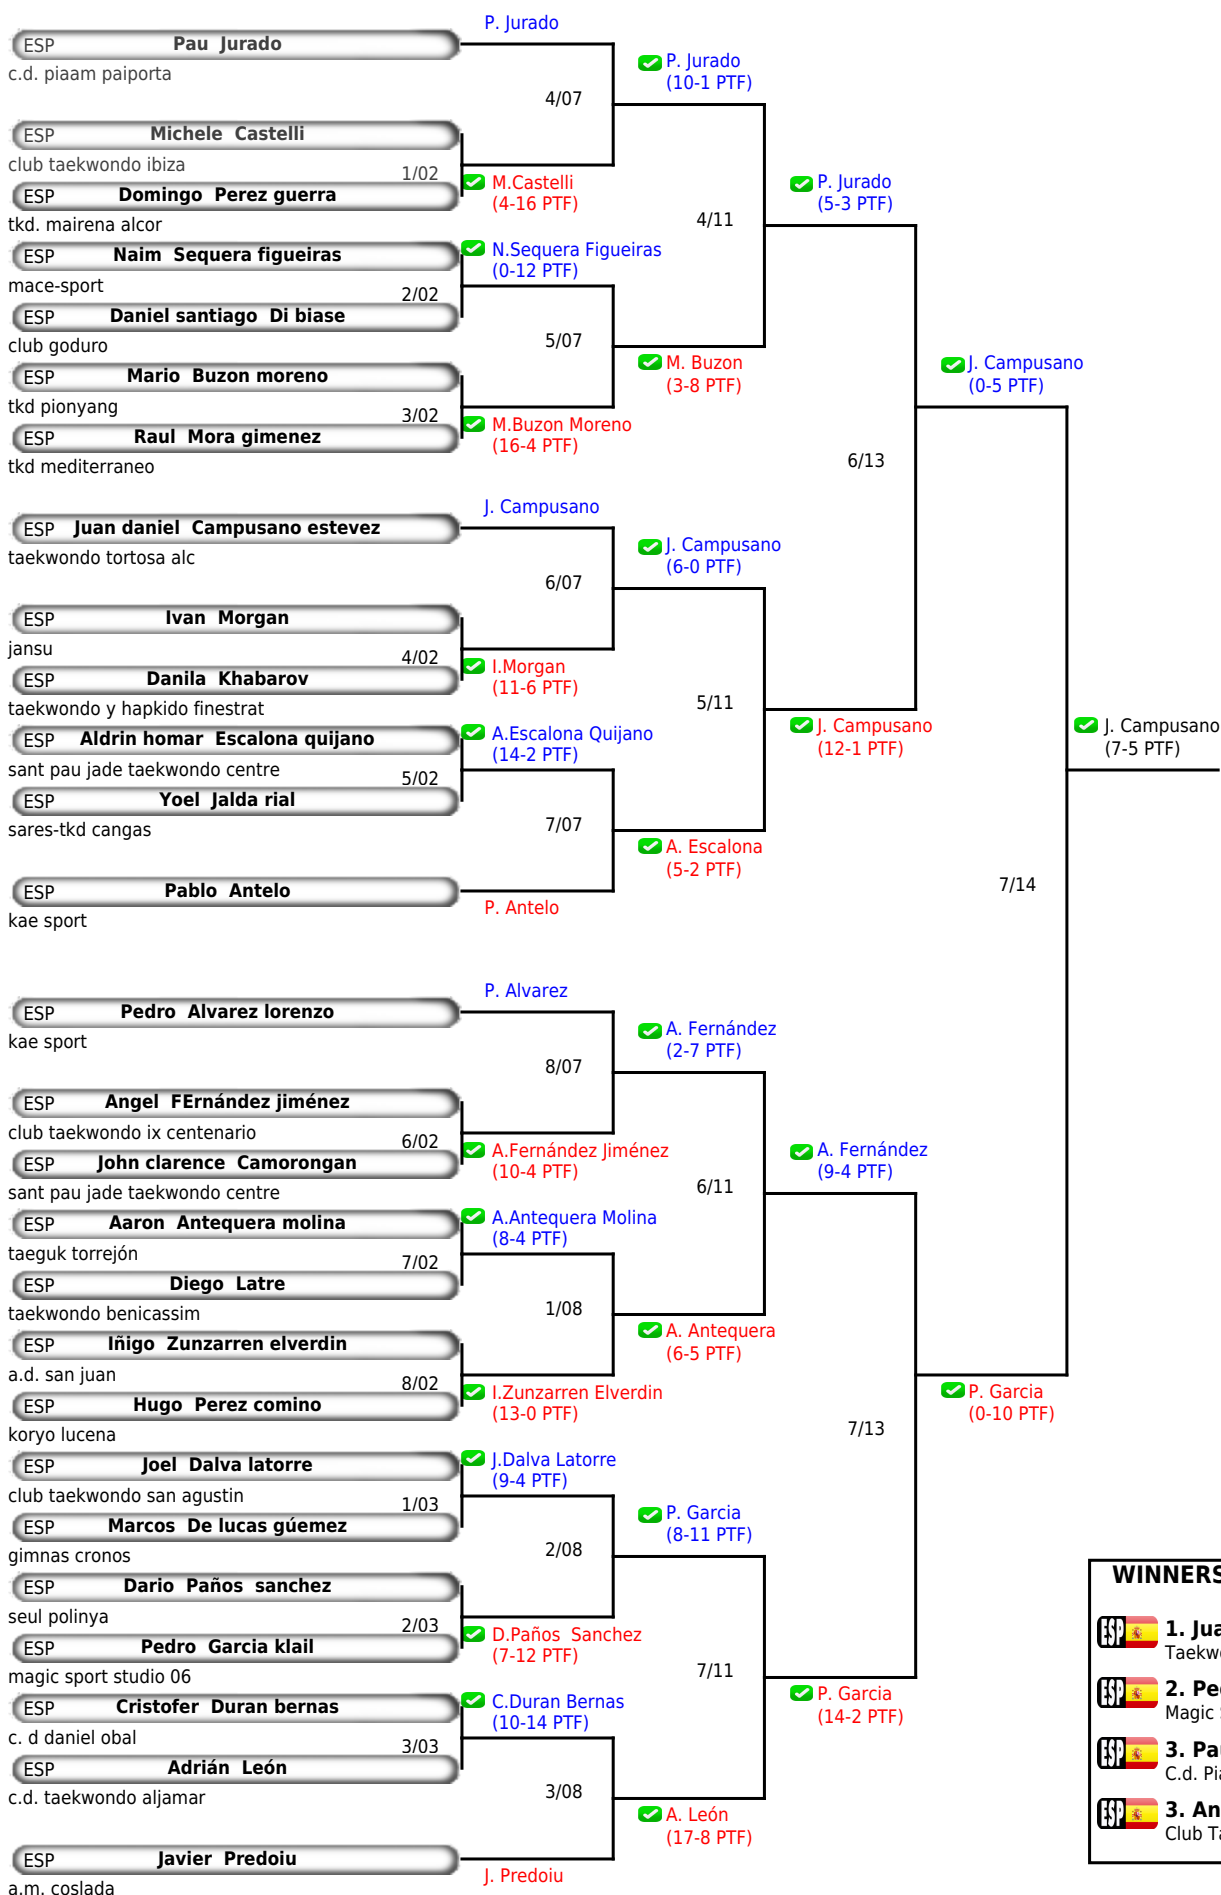 P. Jurado
ESP Pau Jurado
c.d. piaam paiporta
P. Jurado
(10-1 PTF)
4/07
ESP Michele Castelli
club taekwondo ibiza
1/02
M.Castelli
(4-16 PTF)
ESP Domingo Perez guerra
tkd. mairena alcor
P. Jurado
(5-3 PTF)
4/11
ESP Naim Sequera figueiras
mace-sport
N.Sequera Figueiras
(0-12 PTF)
2/02
ESP Daniel santiago Di biase
club goduro
5/07
M. Buzon
(3-8 PTF)
ESP Mario Buzon moreno
tkd pionyang
3/02
M.Buzon Moreno
(16-4 PTF)
ESP Raul Mora gimenez
tkd mediterraneo
J. Campusano
(0-5 PTF)
6/13
J. Campusano
ESP Juan daniel Campusano estevez
taekwondo tortosa alc
J. Campusano
(6-0 PTF)
6/07
ESP Ivan Morgan
jansu
4/02
I.Morgan
(11-6 PTF)
ESP Danila Khabarov
taekwondo y hapkido finestrat
5/11
J. Campusano
(12-1 PTF)
J. Campusano
(7-5 PTF)
ESP Aldrin homar Escalona quijano
sant pau jade taekwondo centre
A.Escalona Quijano
(14-2 PTF)
5/02
ESP Yoel Jalda rial
sares-tkd cangas
7/07
A. Escalona
(5-2 PTF)
ESP Pablo Antelo
kae sport
P. Antelo
7/14
P. Alvarez
ESP Pedro Alvarez lorenzo
kae sport
A. Fernández
(2-7 PTF)
8/07
ESP Angel FErnández jiménez
club taekwondo ix centenario
6/02
A.Fernández Jiménez
(10-4 PTF)
ESP John clarence Camorongan
sant pau jade taekwondo centre
A. Fernández
(9-4 PTF)
6/11
ESP Aaron Antequera molina
taeguk torrejón
A.Antequera Molina
(8-4 PTF)
7/02
ESP Diego Latre
taekwondo benicassim
1/08
A. Antequera
(6-5 PTF)
ESP Iñigo Zunzarren elverdin
a.d. san juan
8/02
I.Zunzarren Elverdin
(13-0 PTF)
ESP Hugo Perez comino
koryo lucena
P. Garcia
(0-10 PTF)
7/13
ESP Joel Dalva latorre
club taekwondo san agustin
J.Dalva Latorre
(9-4 PTF)
1/03
ESP Marcos De lucas gúemez
gimnas cronos
P. Garcia
(8-11 PTF)
2/08
ESP Dario Paños sanchez
seul polinya
2/03
D.Paños Sanchez
(7-12 PTF)
ESP Pedro Garcia klail
magic sport studio 06
7/11
P. Garcia
(14-2 PTF)
ESP Cristofer Duran bernas
c. d daniel obal
C.Duran Bernas
(10-14 PTF)
3/03
ESP Adrián León
c.d. taekwondo aljamar
3/08
A. León
(17-8 PTF)
ESP Javier Predoiu
a.m. coslada
J. Predoiu
WINNERS
ESP 1. Jua
Taekwo
ESP 2. Ped
Magic
ESP 3. Pau
C.d. Pia
ESP 3. An
Club Ta